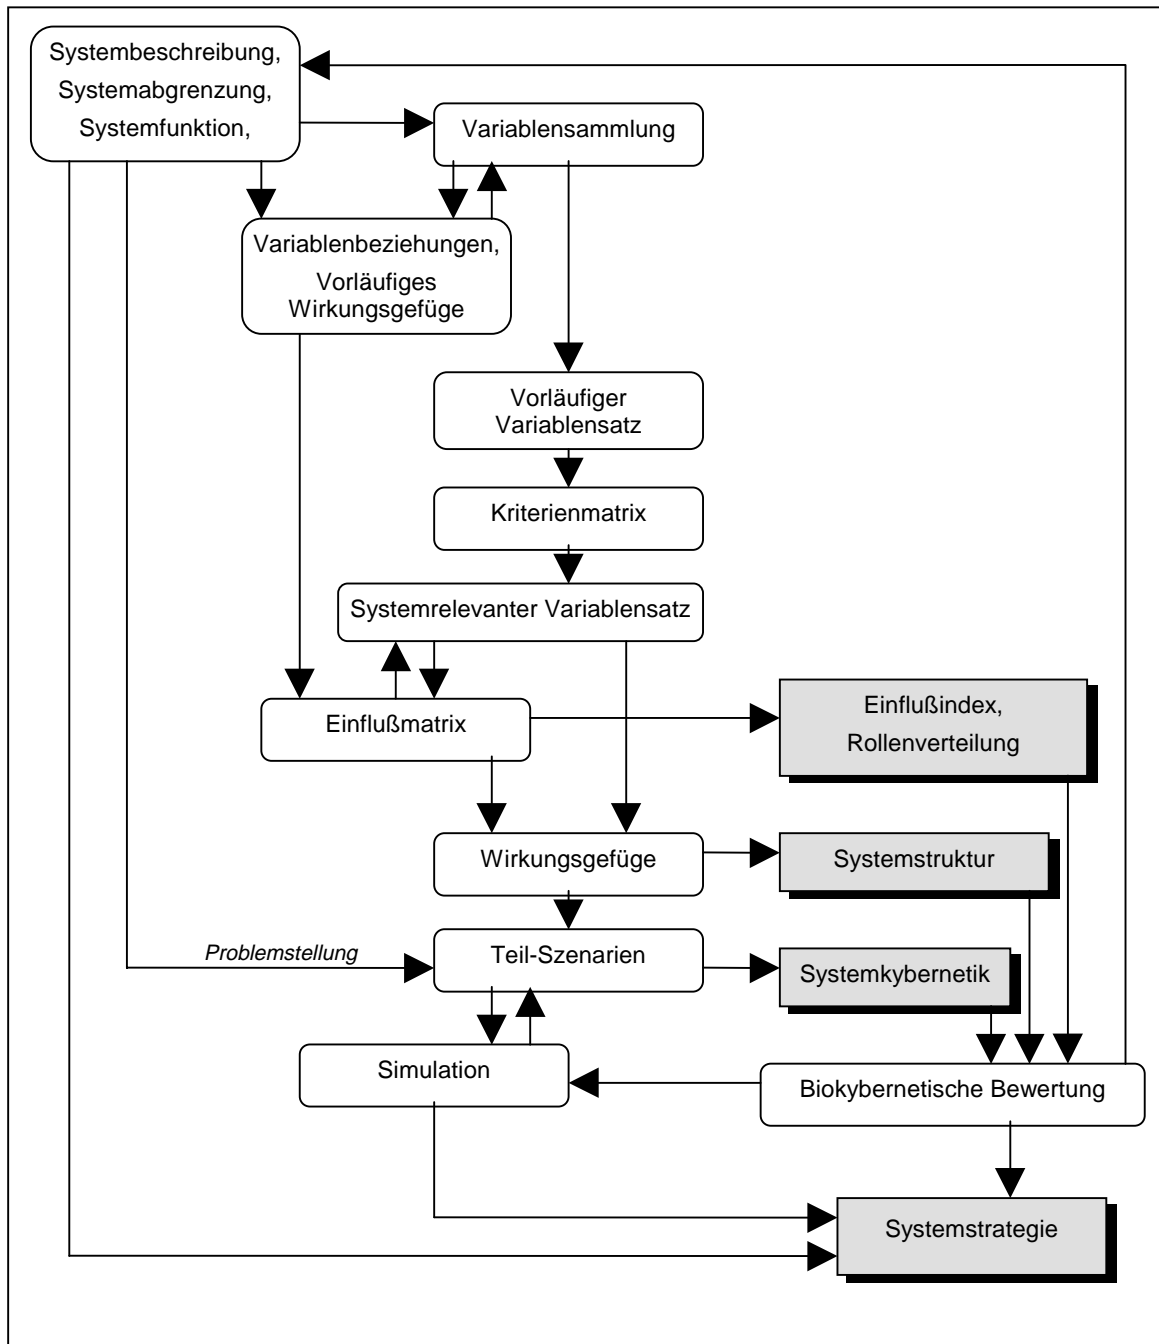 Systembeschreibung,
Systemabgrenzung,
Systemfunktion,
Variablensammlung
Variablenbeziehungen,
Vorläufiges
Wirkungsgefüge
Vorläufiger
Variablensatz
Kriterienmatrix
Systemrelevanter Variablensatz
Einflußmatrix
Einflußindex,
Rollenverteilung
Wirkungsgefüge
Systemstruktur
Problemstellung
Teil-Szenarien
Systemkybernetik
Simulation
Biokybernetische Bewertung
Systemstrategie